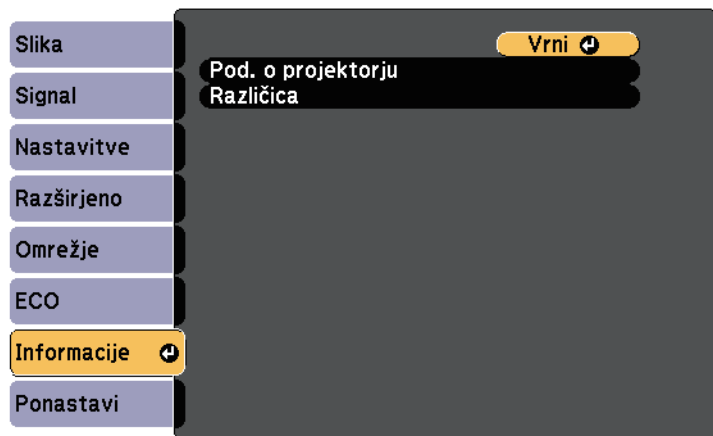 Slika
Signal
Nastavitve
Razširjeno
Omrežje
ECO
Informacije
Ponastavi
Vrni
Pod. o projektorju
Različica